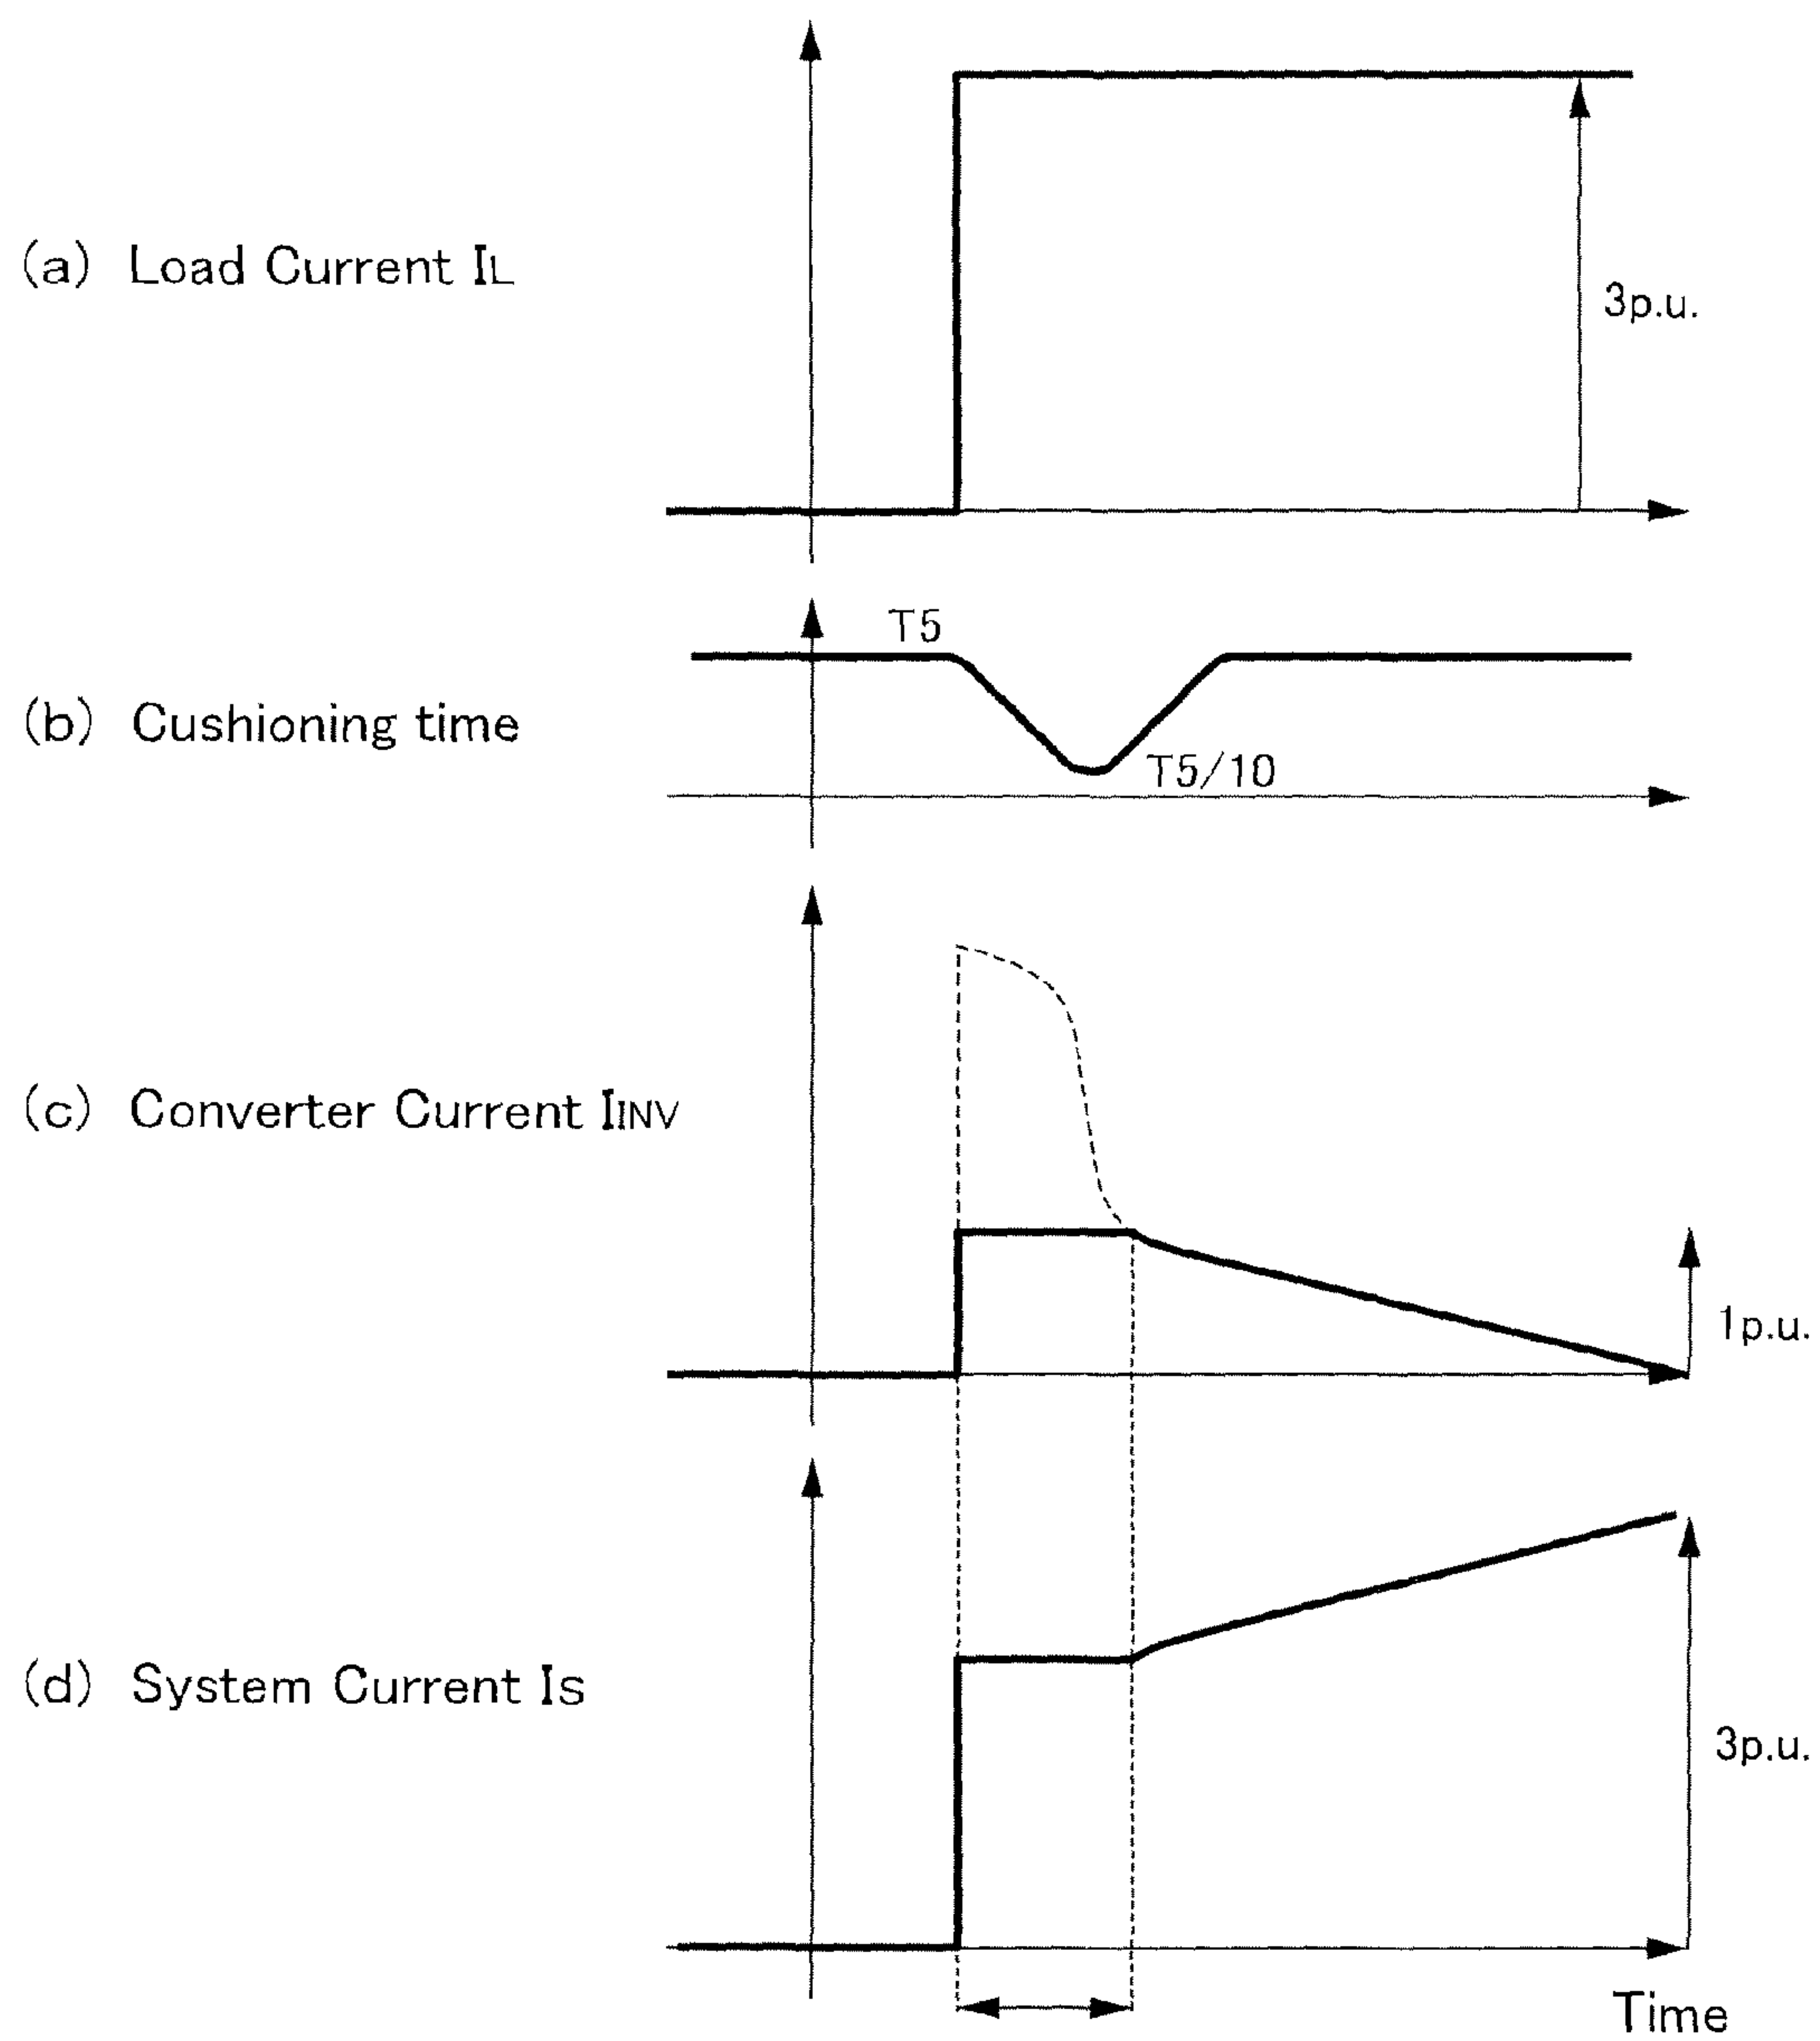 (a) Load Current IL
3p.u.
T5
(b) Cushioning time
T5/10
(c) Converter Current IINV
1p.u.
(d) System Current IS
3p.u.
Time